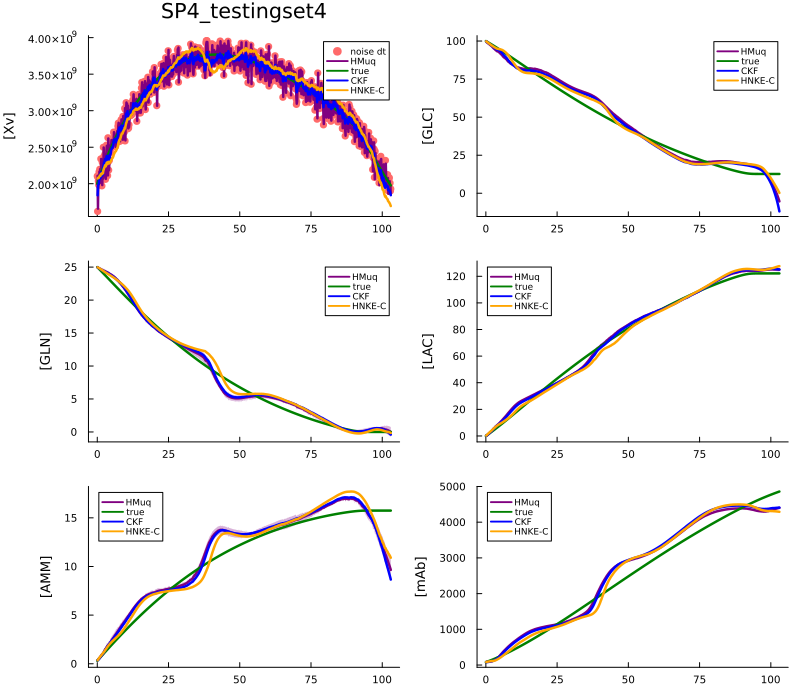 SP4_testingset4
[Xv]
4.00×10⁹
3.50×10⁹
3.00×10⁹
2.50×10⁹
2.00×10⁹
0 25 50 75 100
noise dt
HMuq
true
CKF
HNKE-C
[GLC]
100
75
50
25
0
0 25 50 75 100
HMuq
true
CKF
HNKE-C
[GLN]
25
20
15
10
5
0
0 25 50 75 100
HMuq
true
CKF
HNKE-C
[LAC]
120
100
80
60
40
20
0
0 25 50 75 100
HMuq
true
CKF
HNKE-C
[AMM]
15
10
5
0
0 25 50 75 100
HMuq
true
CKF
HNKE-C
[mAb]
5000
4000
3000
2000
1000
0
0 25 50 75 100
HMuq
true
CKF
HNKE-C